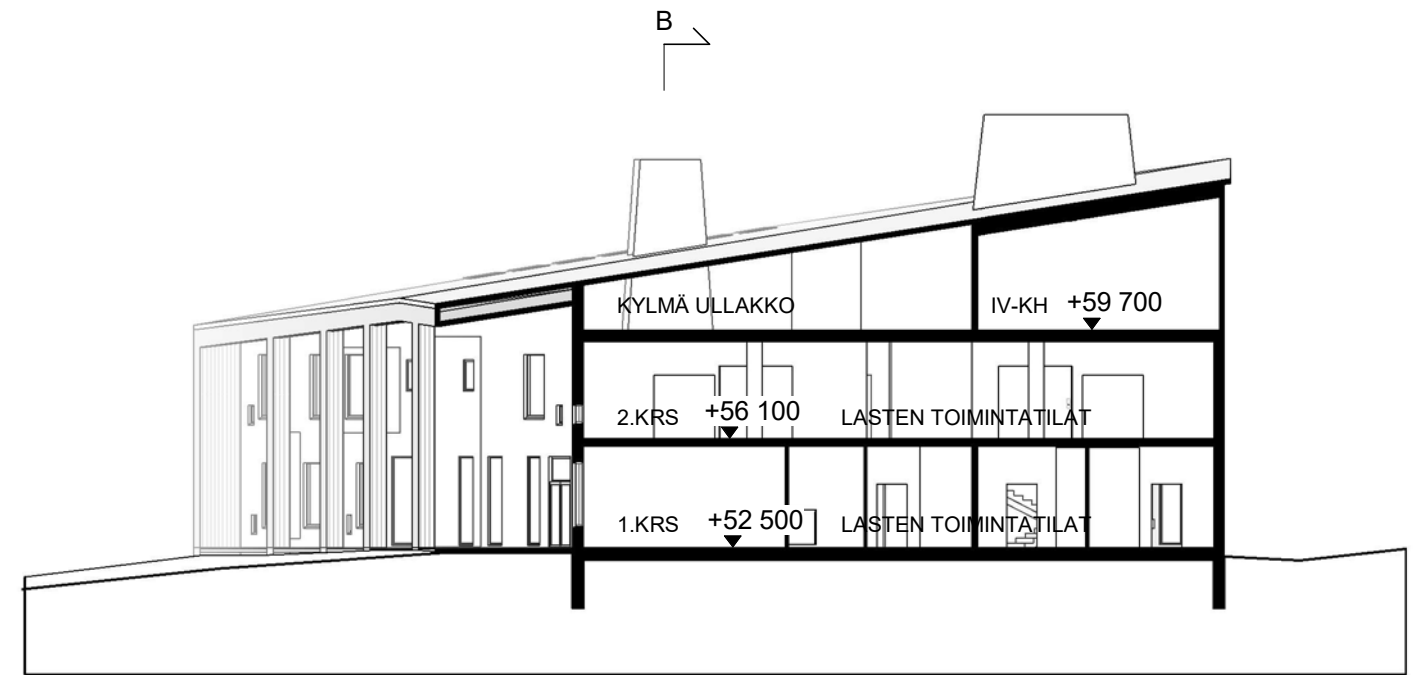 B
KYLMÄ ULLAKKO IV-KH +59 700
2.KRS +56 100 LASTEN TOIMINTATILAT
1.KRS +52 500 LASTEN TOIMINTATILAT